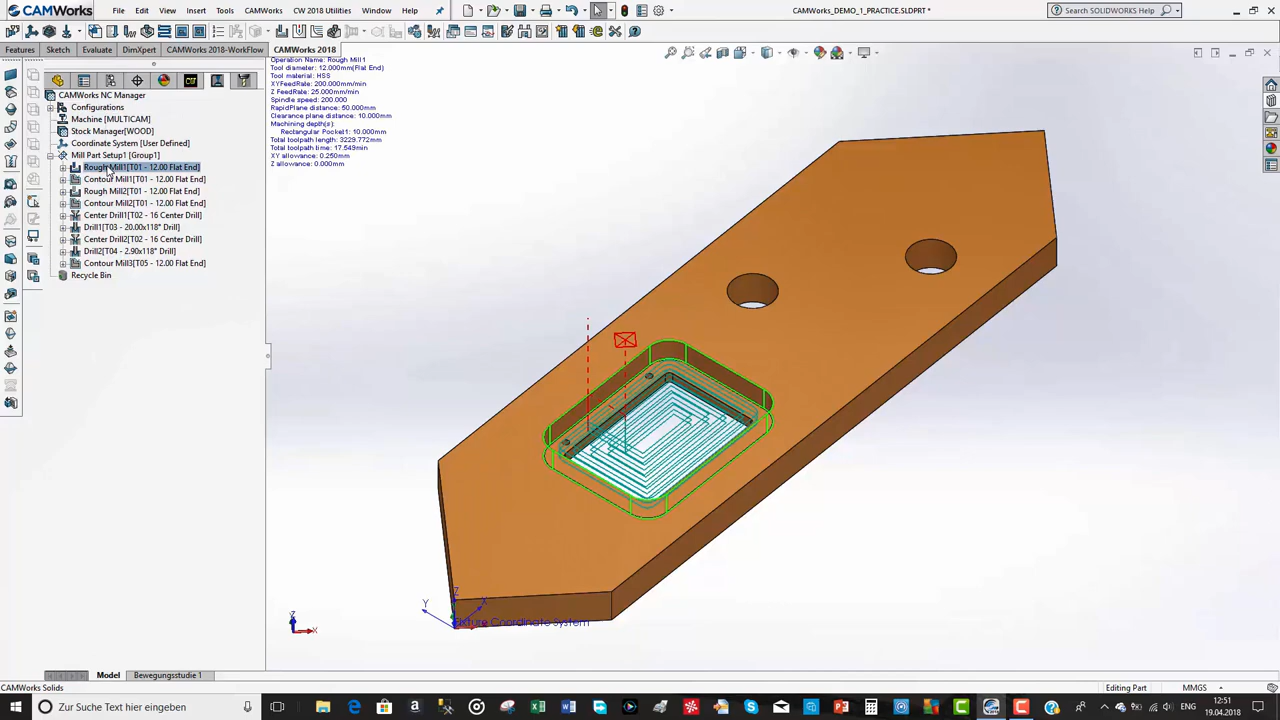 CAMWORKS
File Edit View Insert Tools CAMWorks CW 2018 Utilities Window Help
CAMWorks_DEMO_1_PRACTICE.SLDPRT *
Search SOLIDWORKS Help
Features Sketch Evaluate DimXpert CAMWorks 2018-WorkFlow CAMWorks 2018
CAMWorks NC Manager
Configurations
Machine [MULTICAM]
Stock Manager[WOOD]
Coordinate System [User Defined]
Mill Part Setup1 [Group1]
Rough Mill1[T01 - 12.00 Flat End]
Contour Mill1[T01 - 12.00 Flat End]
Rough Mill2[T01 - 12.00 Flat End]
Contour Mill2[T01 - 12.00 Flat End]
Center Drill1[T02 - 16 Center Drill]
Drill1[T03 - 20.00x118° Drill]
Center Drill2[T02 - 16 Center Drill]
Drill2[T04 - 2.90x118° Drill]
Contour Mill3[T05 - 12.00 Flat End]
Recycle Bin
Operation Name: Rough Mill1
Tool diameter: 12.000mm(Flat End)
Tool material: HSS
XYFeedRate: 200.000mm/min
Z FeedRate: 25.000mm/min
Spindle speed: 200.000
RapidPlane distance: 50.000mm
Clearance plane distance: 10.000mm
Machining depth(s):
Rectangular Pocket1: 10.000mm
Total toolpath length: 3229.772mm
Total toolpath time: 17.549min
XY allowance: 0.250mm
Z allowance: 0.000mm
Z
Y
X
Fixture Coordinate System
X
Model Bewegungsstudie 1
CAMWorks Solids
Editing Part
MMGS
Zur Suche Text hier eingeben
12:51
19.04.2018